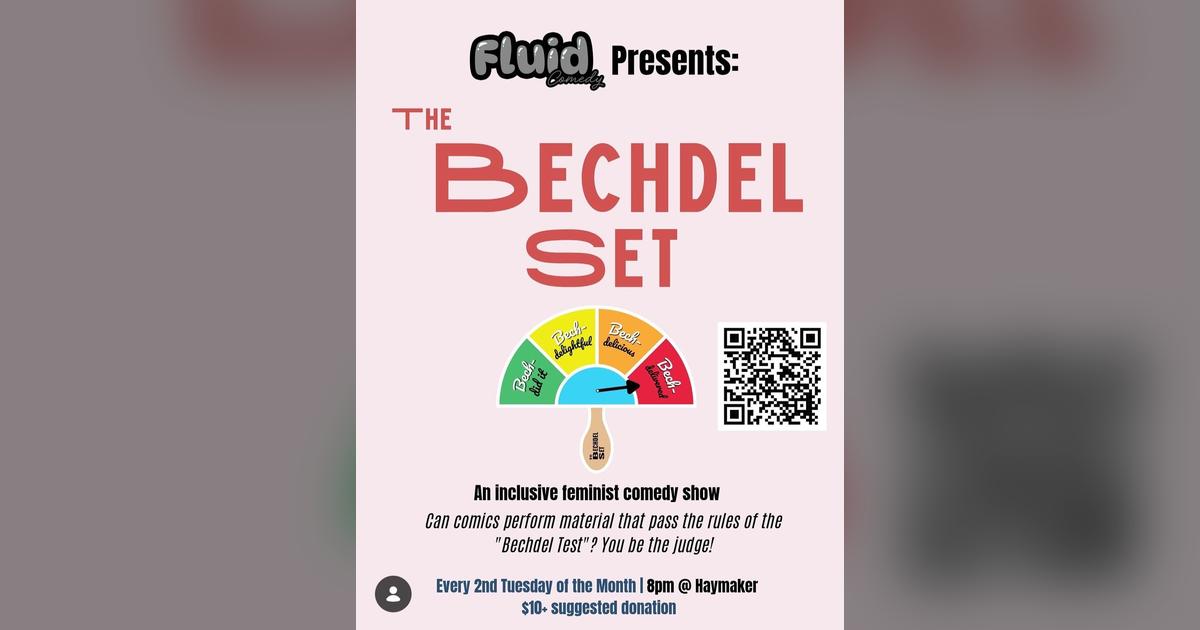 Fluid
Comedy
Presents:
THE
BECHDEL
SET
Bech-
did it
Bech-
delightful
Bech-
delicious
Bech-
delivered
THE
BECHDEL
SET
An inclusive feminist comedy show
Can comics perform material that pass the rules of the
"Bechdel Test"? You be the judge!
Every 2nd Tuesday of the Month | 8pm @ Haymaker
$10+ suggested donation